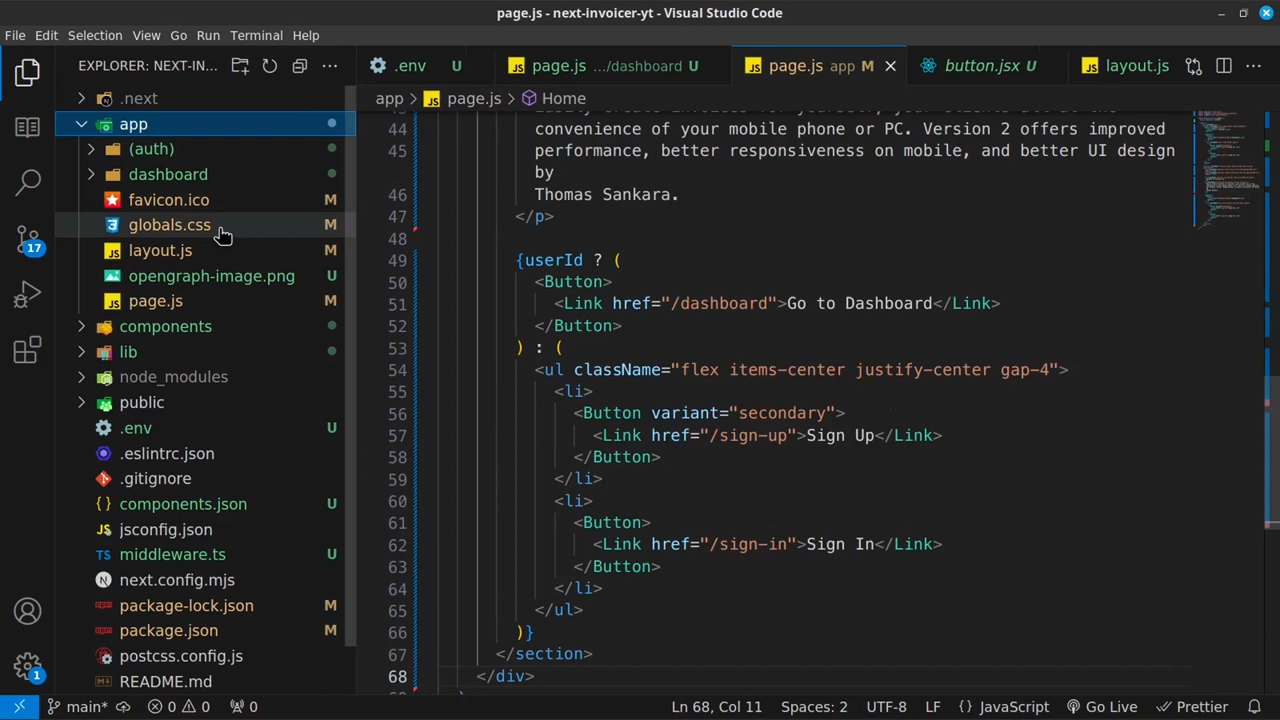 page.js - next-invoicer-yt - Visual Studio Code
File Edit Selection View Go Run Terminal Help
EXPLORER: NEXT-IN...
.env U
page.js .../dashboard U
page.js app M
button.jsx U
layout.js
app > page.js > Home
.next
app
(auth)
dashboard
favicon.ico M
globals.css M
layout.js M
opengraph-image.png U
page.js M
components
lib
node_modules
public
.env U
.eslintrc.json
.gitignore
components.json U
jsconfig.json
middleware.ts U
next.config.mjs
package-lock.json M
package.json M
postcss.config.js
README.md
17
1
44 convenience of your mobile phone or PC. Version 2 offers improved
45 performance, better responsiveness on mobile, and better UI design
by
46 Thomas Sankara.
47 </p>
48
49 {userId ? (
50 <Button>
51 <Link href="/dashboard">Go to Dashboard</Link>
52 </Button>
53 ) : (
54 <ul className="flex items-center justify-center gap-4">
55 <li>
56 <Button variant="secondary">
57 <Link href="/sign-up">Sign Up</Link>
58 </Button>
59 </li>
60 <li>
61 <Button>
62 <Link href="/sign-in">Sign In</Link>
63 </Button>
64 </li>
65 </ul>
66 )}
67 </section>
68 </div>
main* 0 0 0 Ln 68, Col 11 Spaces: 2 UTF-8 LF {} JavaScript Go Live Prettier